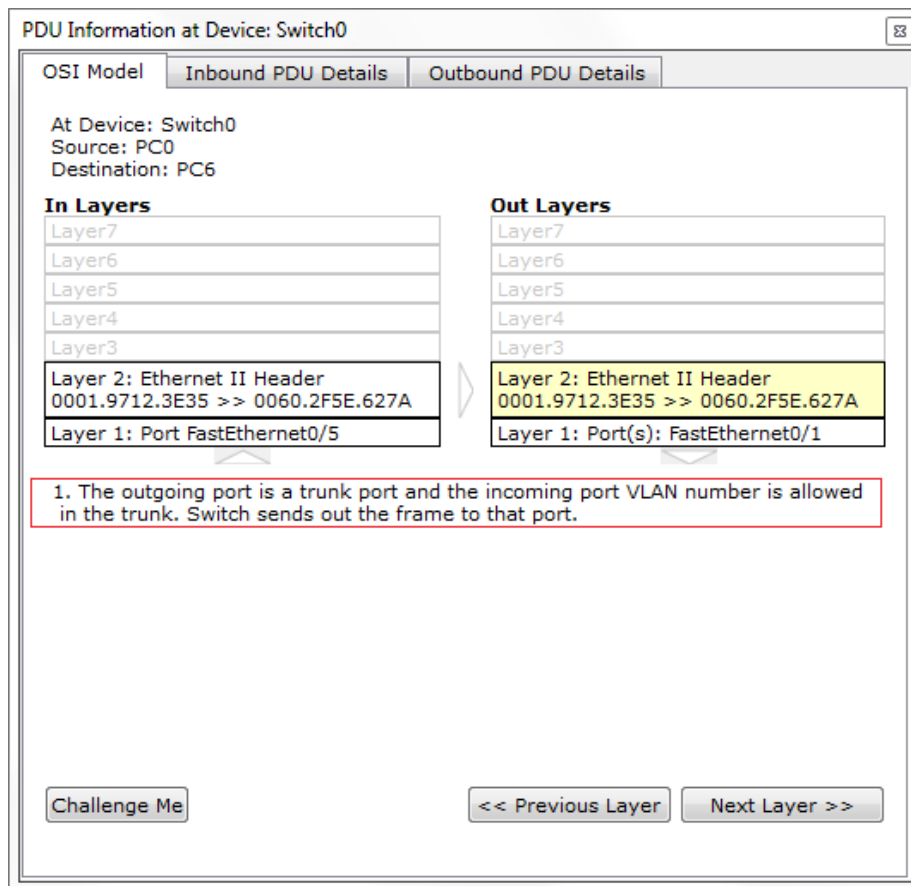 PDU Information at Device: Switch0
OSI Model
Inbound PDU Details
Outbound PDU Details
At Device: Switch0
Source: PC0
Destination: PC6
In Layers
Layer7
Layer6
Layer5
Layer4
Layer3
Layer 2: Ethernet II Header
0001.9712.3E35 >> 0060.2F5E.627A
Layer 1: Port FastEthernet0/5
Out Layers
Layer7
Layer6
Layer5
Layer4
Layer3
Layer 2: Ethernet II Header
0001.9712.3E35 >> 0060.2F5E.627A
Layer 1: Port(s): FastEthernet0/1
1. The outgoing port is a trunk port and the incoming port VLAN number is allowed
in the trunk. Switch sends out the frame to that port.
Challenge Me
<< Previous Layer
Next Layer >>